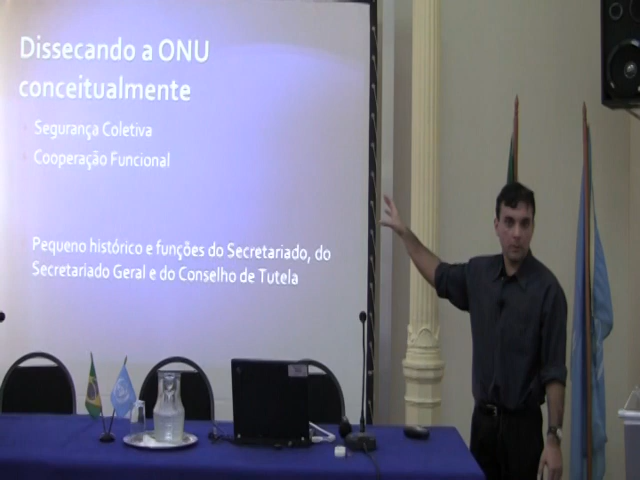 Dissecando a ONU
conceitualmente
Segurança Coletiva
Cooperação Funcional
Pequeno histórico e funções do Secretariado, do
Secretariado Geral e do Conselho de Tutela